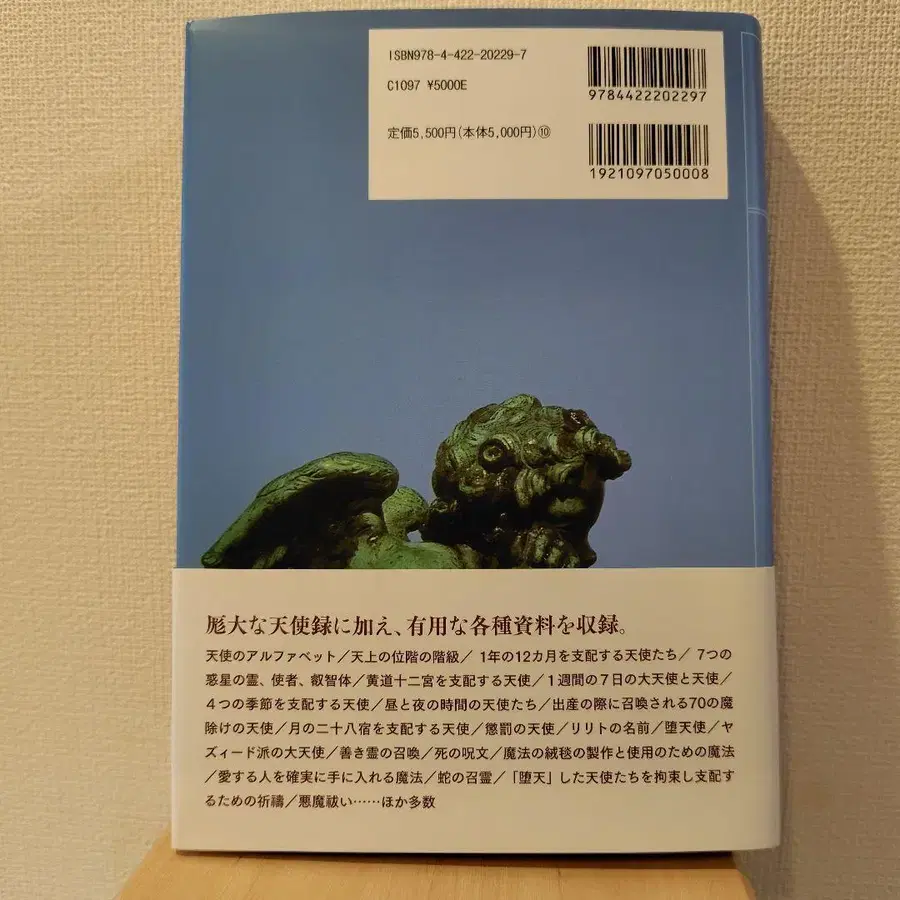 ISBN978-4-422-20229-7
C1097 ¥5000E
定価5,500円(本体5,000円)⑩
9784422202297
1921097050008
厖大な天使録に加え、有用な各種資料を収録。
天使のアルファベット/天上の位階の階級/ 1年の12カ月を支配する天使たち/ 7つの
惑星の霊、使者、叡智体/黄道十二宮を支配する天使/1週間の7日の大天使と天使/
4つの季節を支配する天使/昼と夜の時間の天使たち/出産の際に召喚される70の魔
除けの天使/月の二十八宿を支配する天使/懲罰の天使/リリトの名前/堕天使/ヤ
ズィード派の大天使/善き霊の召喚/死の呪文/魔法の絨毯の製作と使用のための魔法
/愛する人を確実に手に入れる魔法/蛇の召霊/「堕天」した天使たちを拘束し支配す
るための祈禱/悪魔祓い……ほか多数